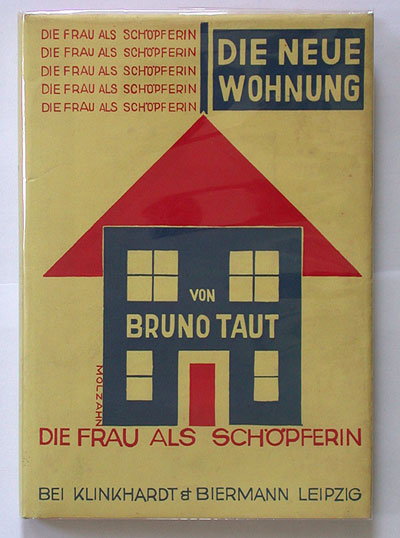 DIE FRAU ALS SCHÖPFERIN
DIE FRAU ALS SCHÖPFERIN
DIE FRAU ALS SCHÖPFERIN
DIE FRAU ALS SCHÖPFERIN
DIE FRAU ALS SCHÖPFERIN
DIE NEUE
WOHNUNG
VON
BRUNO TAUT
MOLZAHN
DIE FRAU ALS SCHÖPFERIN
BEI KLINKHARDT & BIERMANN LEIPZIG